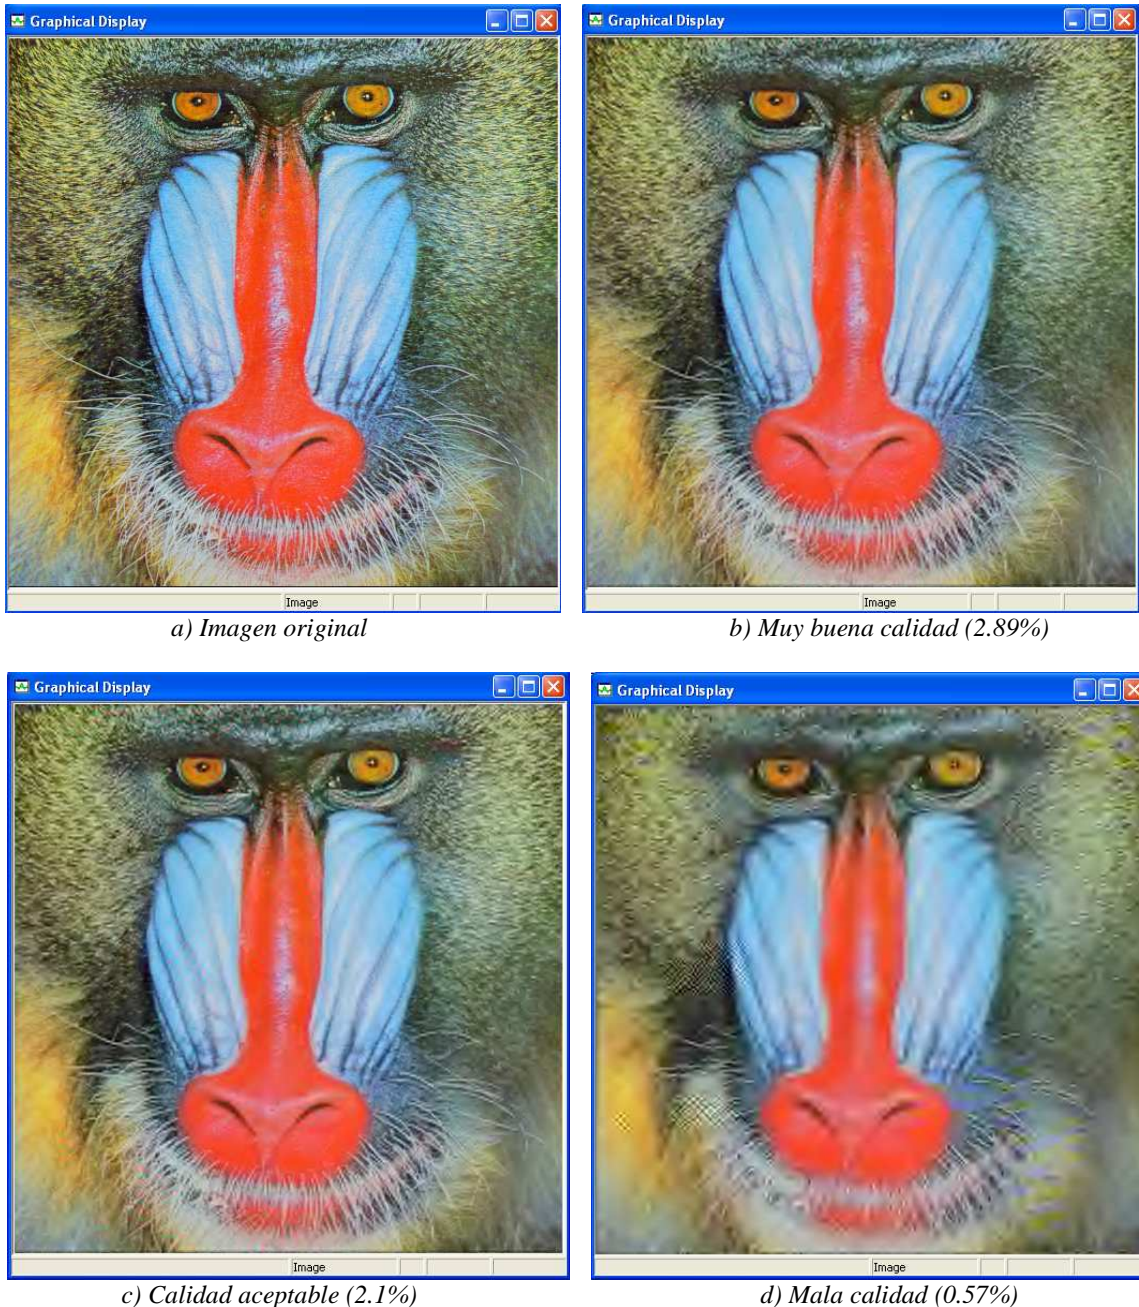 Graphical Display
Graphical Display
Image
Image
a) Imagen original
b) Muy buena calidad (2.89%)
Graphical Display
Graphical Display
Image
Image
c) Calidad aceptable (2.1%)
d) Mala calidad (0.57%)